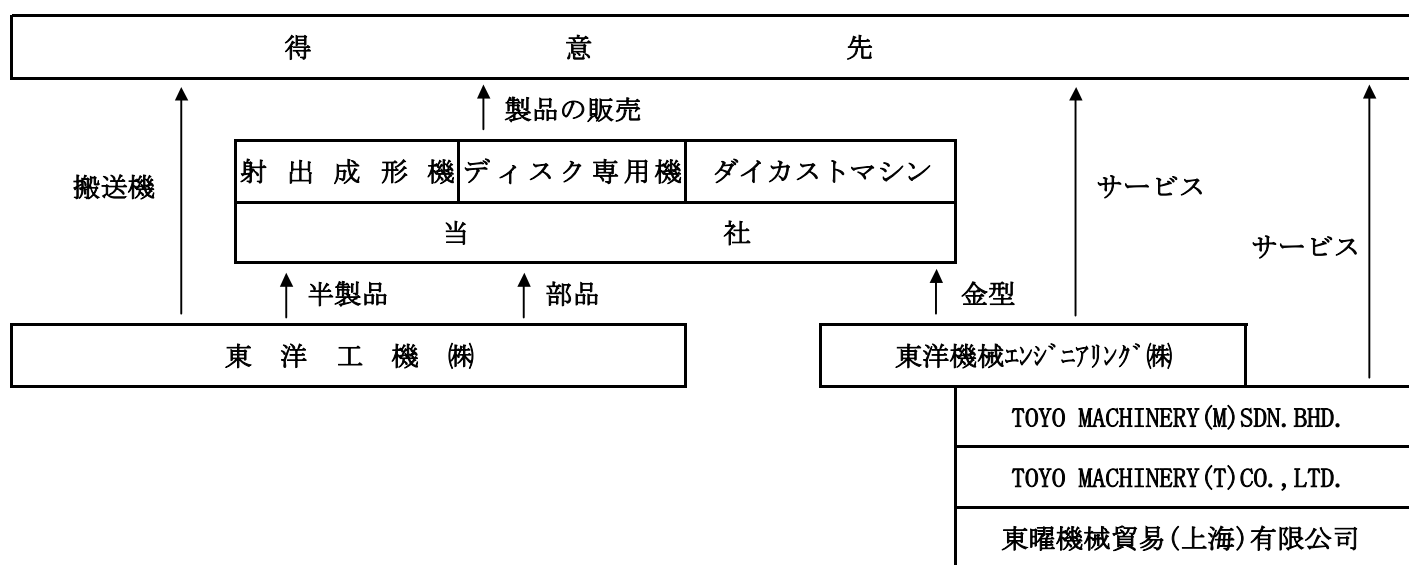 得意先
製品の販売
射出成形機 ディスク専用機 ダイカストマシン
搬送機
サービス
当社
サービス
半製品 部品 金型
東洋工機㈱
東洋機械ｴﾝｼﾞﾆｱﾘﾝｸﾞ㈱
TOYO MACHINERY(M)SDN.BHD.
TOYO MACHINERY(T)CO.,LTD.
東曜機械貿易(上海)有限公司